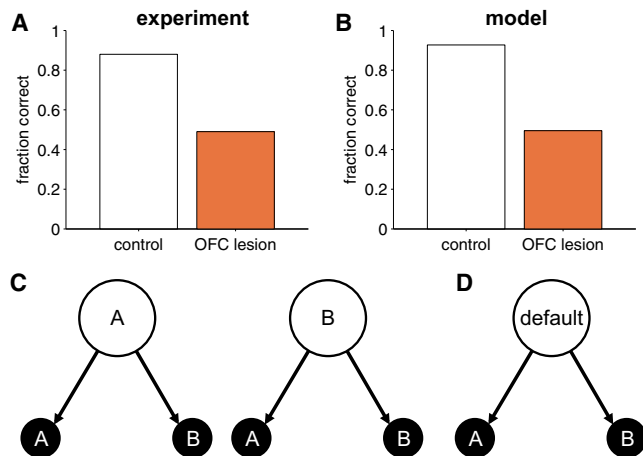 A experiment
fraction correct
1
0.8
0.6
0.4
0.2
0
control OFC lesion
B model
fraction correct
1
0.8
0.6
0.4
0.2
0
control OFC lesion
C
A
A B
B
A B
D
default
A B